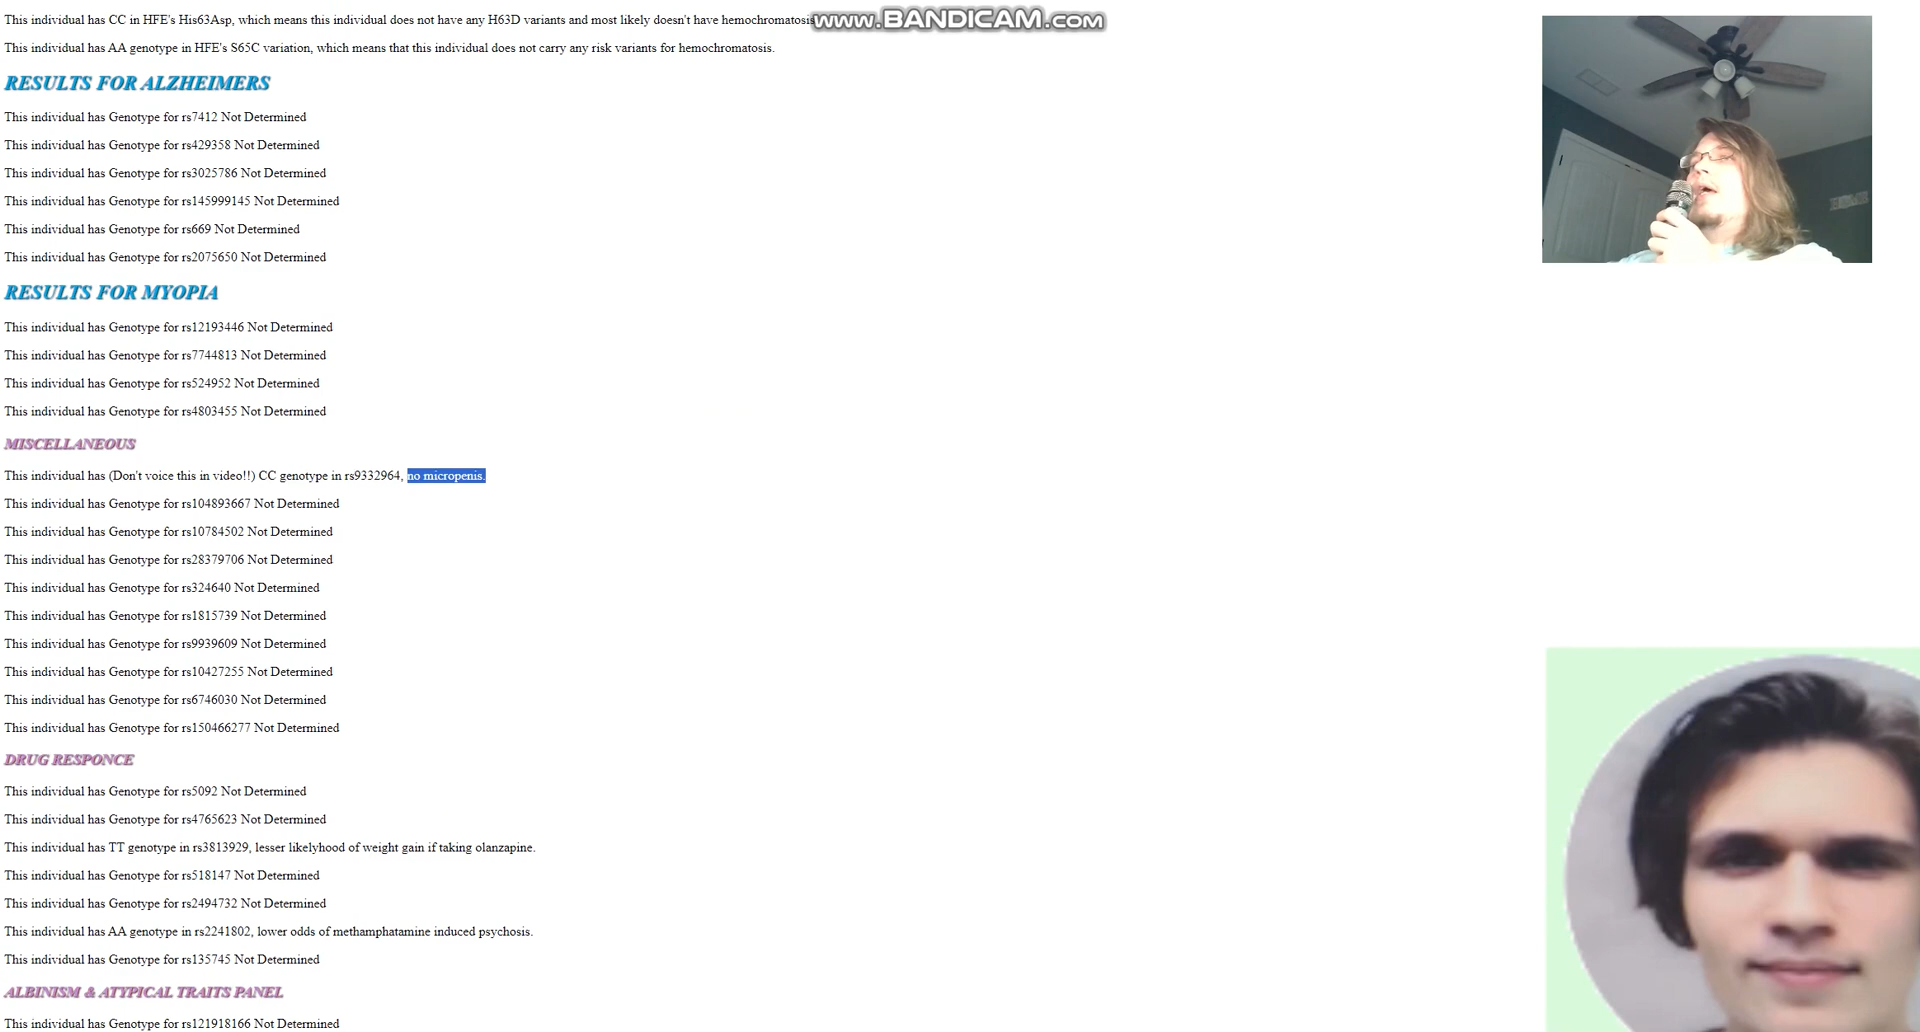 This individual has CC in HFE's His63Asp, which means this individual does not have any H63D variants and most likely doesn't have hemochromatosis
www.BANDICAM.com
This individual has AA genotype in HFE's S65C variation, which means that this individual does not carry any risk variants for hemochromatosis.
RESULTS FOR ALZHEIMERS
This individual has Genotype for rs7412 Not Determined
This individual has Genotype for rs429358 Not Determined
This individual has Genotype for rs3025786 Not Determined
This individual has Genotype for rs145999145 Not Determined
This individual has Genotype for rs669 Not Determined
This individual has Genotype for rs2075650 Not Determined
RESULTS FOR MYOPIA
This individual has Genotype for rs12193446 Not Determined
This individual has Genotype for rs7744813 Not Determined
This individual has Genotype for rs524952 Not Determined
This individual has Genotype for rs4803455 Not Determined
MISCELLANEOUS
This individual has (Don't voice this in video!!) CC genotype in rs9332964, no micropenis.
This individual has Genotype for rs104893667 Not Determined
This individual has Genotype for rs10784502 Not Determined
This individual has Genotype for rs28379706 Not Determined
This individual has Genotype for rs324640 Not Determined
This individual has Genotype for rs1815739 Not Determined
This individual has Genotype for rs9939609 Not Determined
This individual has Genotype for rs10427255 Not Determined
This individual has Genotype for rs6746030 Not Determined
This individual has Genotype for rs150466277 Not Determined
DRUG RESPONCE
This individual has Genotype for rs5092 Not Determined
This individual has Genotype for rs4765623 Not Determined
This individual has TT genotype in rs3813929, lesser likelyhood of weight gain if taking olanzapine.
This individual has Genotype for rs518147 Not Determined
This individual has Genotype for rs2494732 Not Determined
This individual has AA genotype in rs2241802, lower odds of methamphatamine induced psychosis.
This individual has Genotype for rs135745 Not Determined
ALBINISM & ATYPICAL TRAITS PANEL
This individual has Genotype for rs121918166 Not Determined